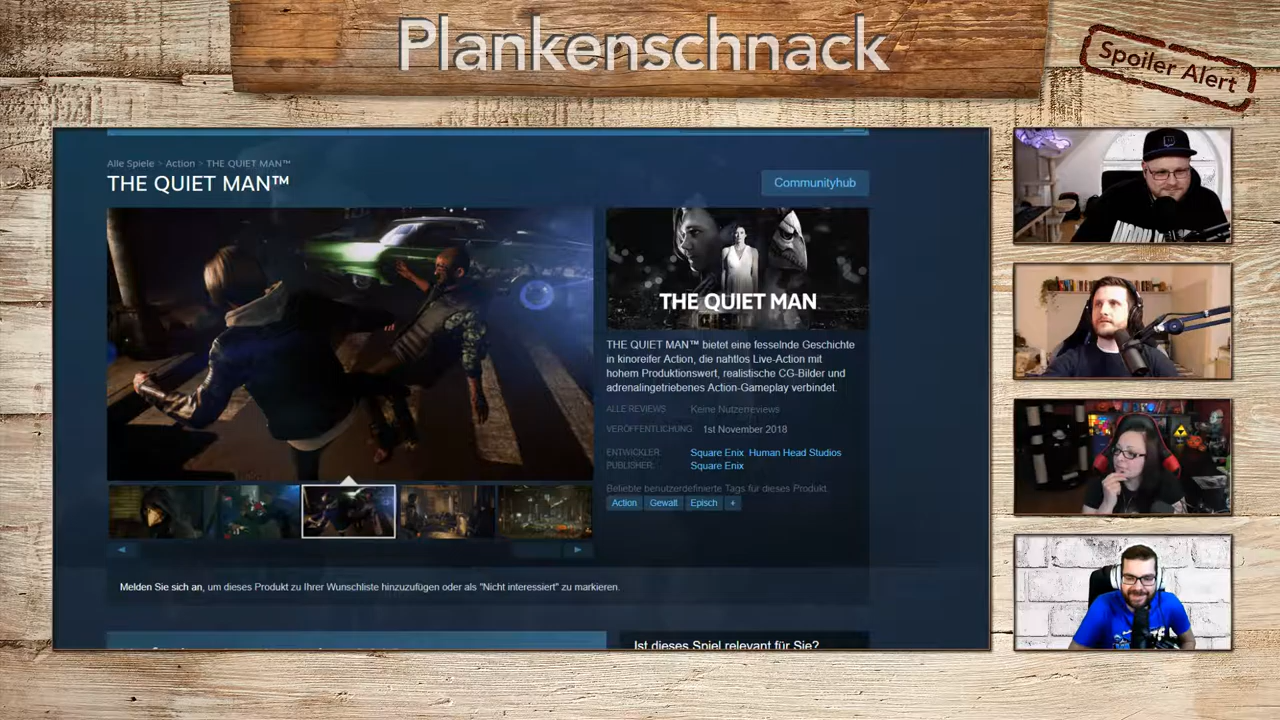 Plankenschnack
Spoiler Alert
Alle Spiele > Action > THE QUIET MAN™
THE QUIET MAN™
Communityhub
THE QUIET MAN
THE QUIET MAN™ bietet eine fesselnde Geschichte
in kinoreifer Action, die nahtlos Live-Action mit
hohem Produktionswert, realistische CG-Bilder und
adrenalingetriebenes Action-Gameplay verbindet.
ALLE REVIEWS: Keine Nutzerreviews
VERÖFFENTLICHUNG: 1st November 2018
ENTWICKLER: Square Enix Human Head Studios
PUBLISHER: Square Enix
Beliebte benutzerdefinierte Tags für dieses Produkt:
Action Gewalt Episch +
Melden Sie sich an, um dieses Produkt zu Ihrer Wunschliste hinzuzufügen oder als "Nicht interessiert" zu markieren.
Ist dieses Spiel relevant für Sie?